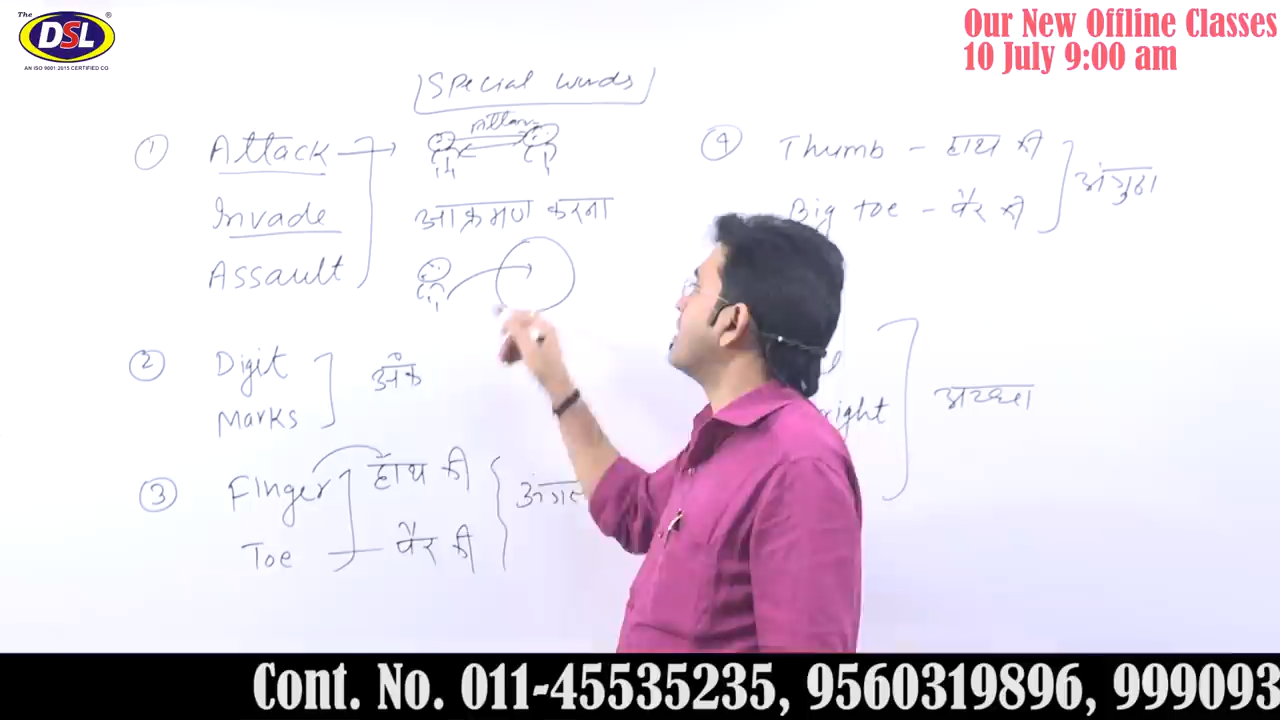 The
DSL
AN ISO 9001:2015 CERTIFIED CO.
Our New Offline Classes
10 July 9:00 am
Special words
① Attack
Attack
Invade आक्रमण करना
Assault
② Digit
Marks
अंक
③ Finger हाथ की
Toe पैर की
④ Thumb - हाथ की
Big toe - पैर की
अंगुठा
right
अच्छा
Cont. No. 011-45535235, 9560319896, 999093